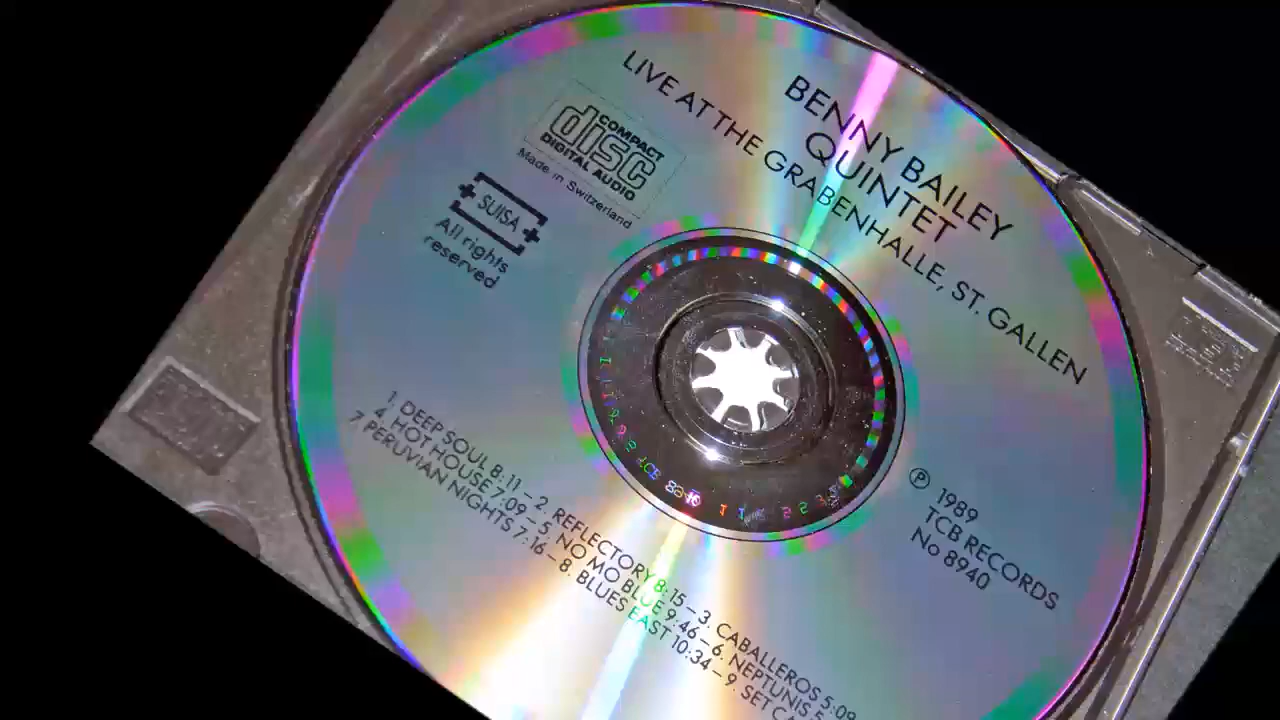 BENNY BAILEY
QUINTET
LIVE AT THE GRABENHALLE, ST. GALLEN
COMPACT
disc
DIGITAL AUDIO
Made in Switzerland
SUISA
All rights
reserved
℗ 1989
TCB RECORDS
No 8940
1. DEEP SOUL 8:11 – 2. REFLECTORY 8:15 – 3. CABALLEROS 5:09
4. HOT HOUSE 7:09 – 5. NO MO BLUE 9:46 – 6. NEPTUNIS
7 PERUVIAN NIGHTS 7:16 – 8. BLUES EAST 10:34 – 9. SET